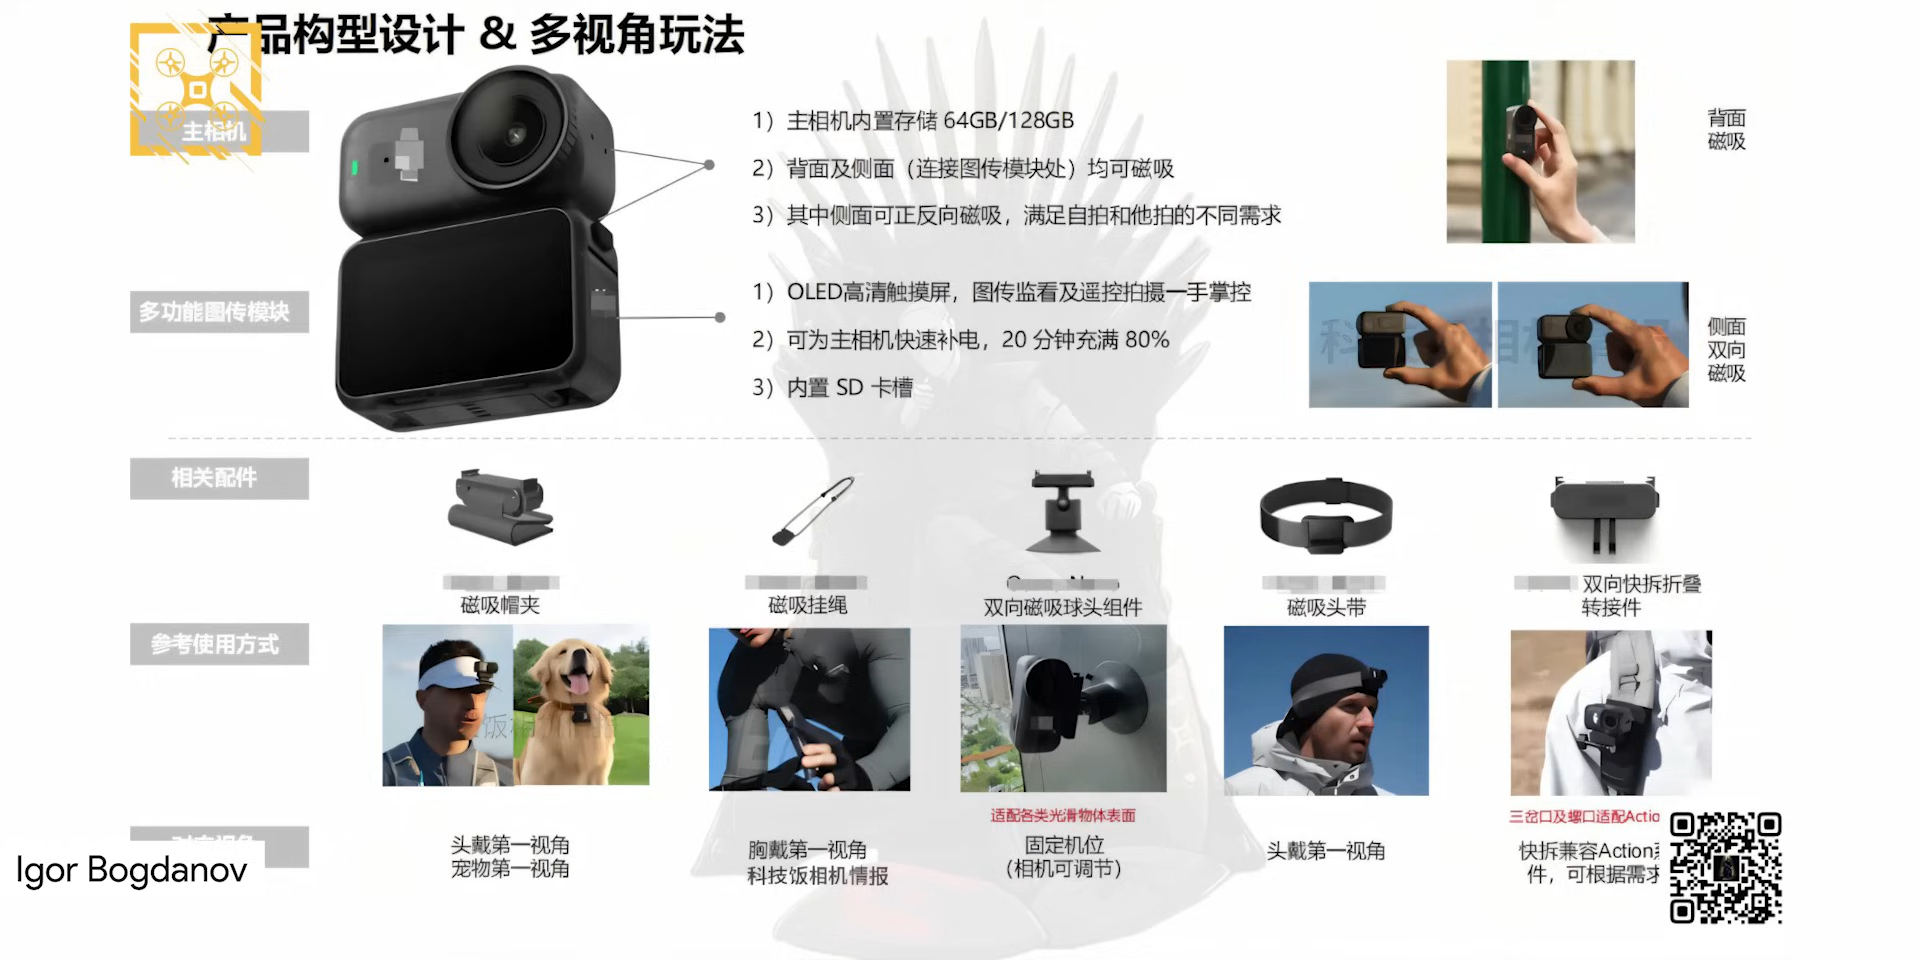 产品构型设计 & 多视角玩法
主相机
1）主相机内置存储 64GB/128GB
2）背面及侧面（连接图传模块处）均可磁吸
3）其中侧面可正反向磁吸，满足自拍和他拍的不同需求
背面
磁吸
多功能图传模块
1）OLED高清触摸屏，图传监看及遥控拍摄一手掌控
2）可为主相机快速补电，20 分钟充满 80%
3）内置 SD 卡槽
侧面
双向
磁吸
相关配件
磁吸帽夹
磁吸挂绳
双向磁吸球头组件
磁吸头带
双向快拆折叠
转接件
参考使用方式
适配各类光滑物体表面
三岔口及螺口适配Actio
头戴第一视角
宠物第一视角
胸戴第一视角
科技饭相机情报
固定机位
（相机可调节）
头戴第一视角
快拆兼容Action
件，可根据需求
Igor Bogdanov